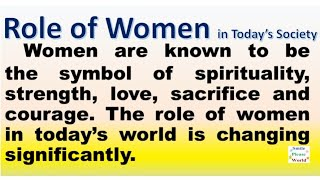 Role of Women in Today's Society
Women are known to be
the symbol of spirituality,
strength, love, sacrifice and
courage. The role of women
in today's world is changing
significantly.
Smile
Please
World